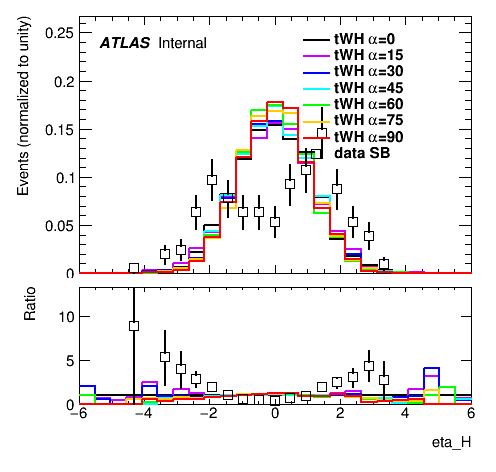 Events (normalized to unity)
0.25
0.2
0.15
0.1
0.05
0
ATLAS Internal
tWH α=0
tWH α=15
tWH α=30
tWH α=45
tWH α=60
tWH α=75
tWH α=90
data SB
Ratio
10
5
0
−6 −4 −2 0 2 4 6
eta_H